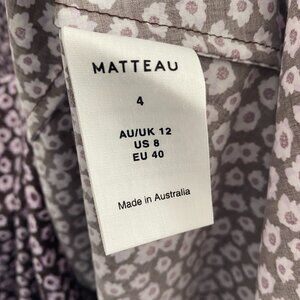 MATTEAU
4
AU/UK 12
US 8
EU 40
Made in Australia